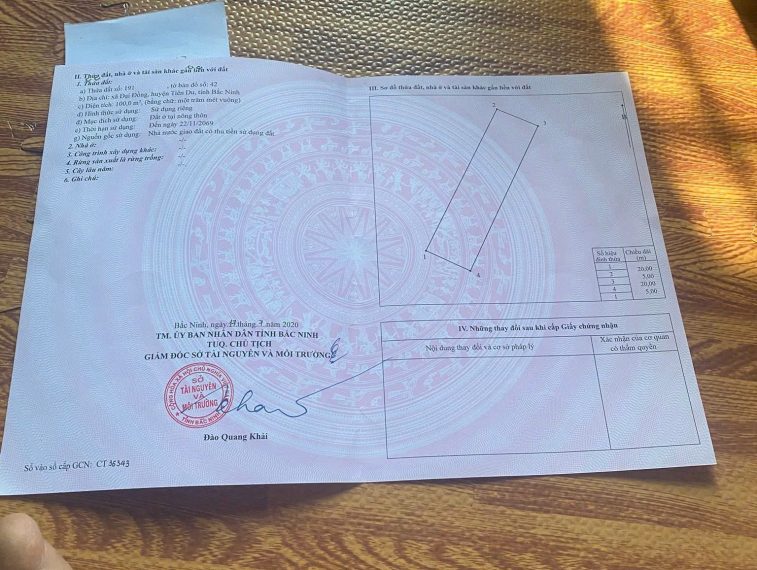 II. Thửa đất, nhà ở và tài sản khác gắn liền với đất
1. Thửa đất:
a) Thửa đất số: 191 , tờ bản đồ số: 42
b) Địa chỉ: xã Đại Đồng, huyện Tiên Du, tỉnh Bắc Ninh
c) Diện tích: 100,0 m², (bằng chữ: một trăm mét vuông)
d) Hình thức sử dụng: Sử dụng riêng
đ) Mục đích sử dụng: Đất ở tại nông thôn
e) Thời hạn sử dụng: Đến ngày 22/11/2069
g) Nguồn gốc sử dụng: Nhà nước giao đất có thu tiền sử dụng đất
2. Nhà ở: -/-
3. Công trình xây dựng khác: -/-
4. Rừng sản xuất là rừng trồng: -/-
5. Cây lâu năm: -/-
6. Ghi chú:
Bắc Ninh, ngày 17 tháng 7 năm 2020
TM. ỦY BAN NHÂN DÂN TỈNH BẮC NINH
TUQ. CHỦ TỊCH
GIÁM ĐỐC SỞ TÀI NGUYÊN VÀ MÔI TRƯỜNG
SỞ
TÀI NGUYÊN
VÀ
MÔI TRƯỜNG
TỈNH BẮC NINH
Đào Quang Khải
Số vào sổ cấp GCN: CT 36343
III. Sơ đồ thửa đất, nhà ở và tài sản khác gắn liền với đất
2
3
B
1
4
Số hiệu đỉnh thửa Chiều dài (m)
1
20,00
2
5,00
3
20,00
4
5,00
1
IV. Những thay đổi sau khi cấp Giấy chứng nhận
Nội dung thay đổi và cơ sở pháp lý
Xác nhận của cơ quan
có thẩm quyền